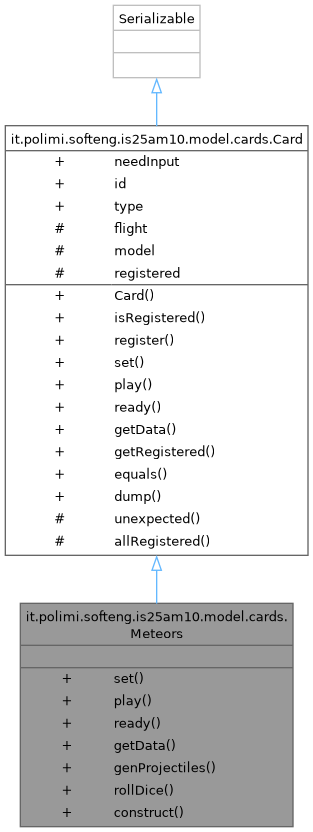 Serializable
it.polimi.softeng.is25am10.model.cards.Card
+ needInput
+ id
+ type
# flight
# model
# registered
+ Card()
+ isRegistered()
+ register()
+ set()
+ play()
+ ready()
+ getData()
+ getRegistered()
+ equals()
+ dump()
# unexpected()
# allRegistered()
it.polimi.softeng.is25am10.model.cards.
Meteors
+ set()
+ play()
+ ready()
+ getData()
+ genProjectiles()
+ rollDice()
+ construct()